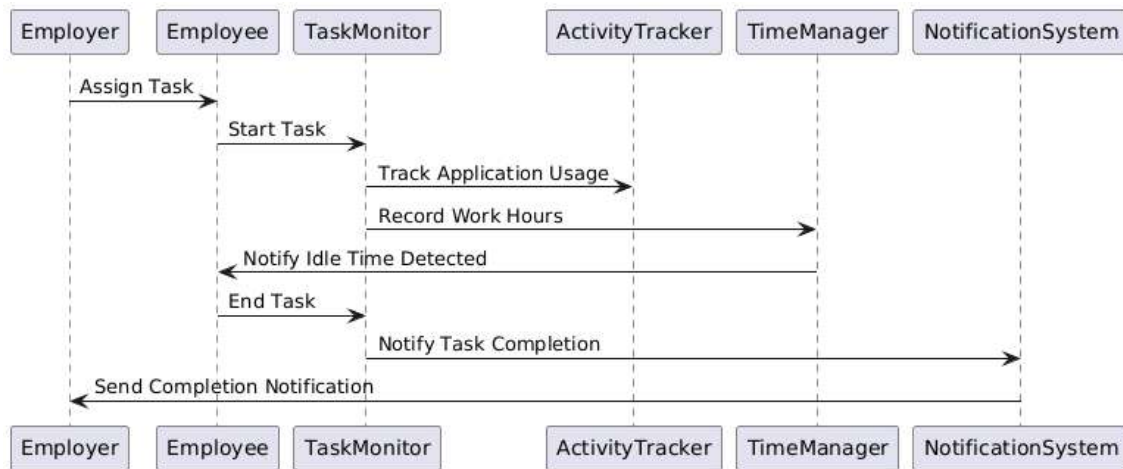 Employer Employee TaskMonitor ActivityTracker TimeManager NotificationSystem
Assign Task
Start Task
Track Application Usage
Record Work Hours
Notify Idle Time Detected
End Task
Notify Task Completion
Send Completion Notification
Employer Employee TaskMonitor ActivityTracker TimeManager NotificationSystem